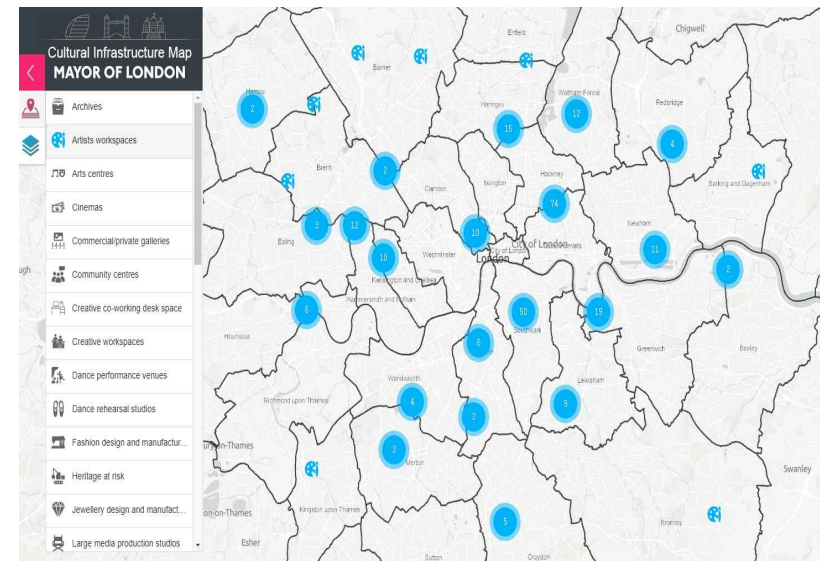 Cultural Infrastructure Map
MAYOR OF LONDON
Archives
Artists workspaces
Arts centres
Cinemas
Commercial/private galleries
Community centres
Creative co-working desk space
Creative workspaces
Dance performance venues
Dance rehearsal studios
Fashion design and manufactur...
Heritage at risk
Jewellery design and manufact...
Large media production studios
Enfield
Chigwell
Barnet
Harrow
2
Waltham Forest
12
Redbridge
Haringey
15
4
Brent
2
Camden
Islington
Hackney
Barking and Dagenham
74
3
12
10
Newham
Ealing
Westminster
City of London
London
11
10
Kensington and Chelsea
2
Hammersmith and Fulham
6
50
19
Southwark
Hounslow
6
Greenwich
Bexley
Wandsworth
Lewisham
Richmond upon Thames
4
9
2
2
Merton
Swanley
Kingston upon Thames
5
Bromley
Esher
Sutton
Croydon